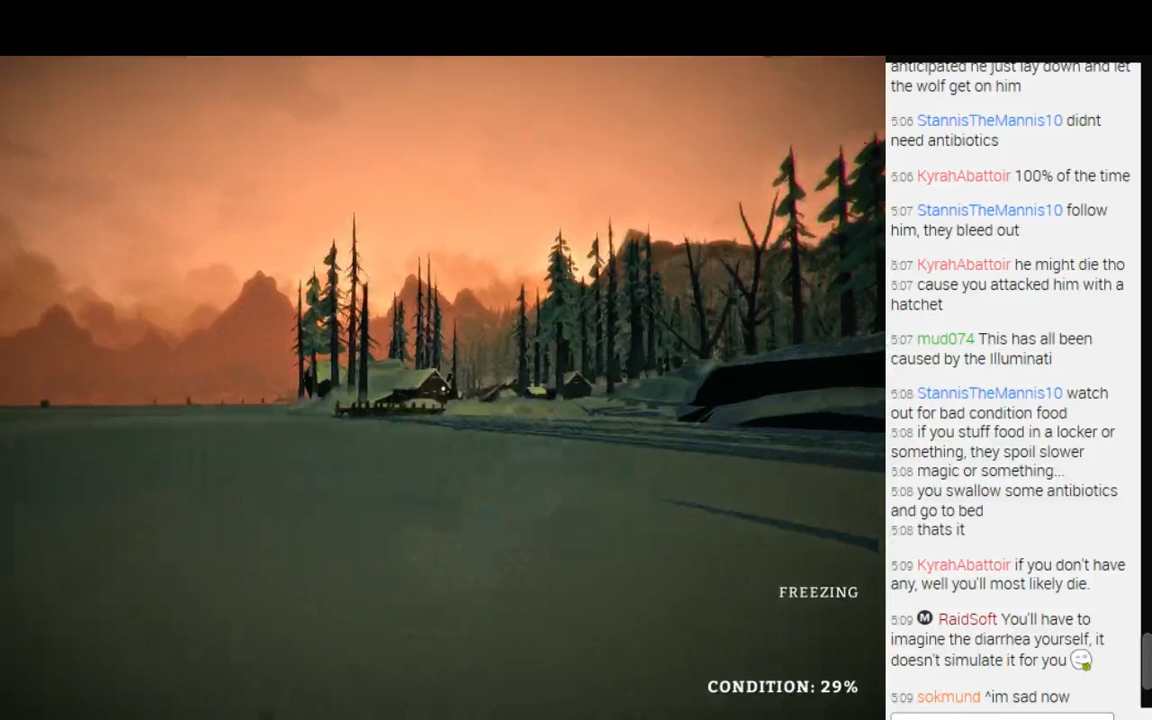 anticipated he just lay down and let
the wolf get on him
5:06 StannisTheMannis10 didnt
need antibiotics
5:06 KyrahAbattoir 100% of the time
5:07 StannisTheMannis10 follow
him, they bleed out
5:07 KyrahAbattoir he might die tho
5:07 cause you attacked him with a
hatchet
5:07 mud074 This has all been
caused by the Illuminati
5:08 StannisTheMannis10 watch
out for bad condition food
5:08 if you stuff food in a locker or
something, they spoil slower
5:08 magic or something...
5:08 you swallow some antibiotics
and go to bed
5:08 thats it
5:09 KyrahAbattoir if you don't have
any, well you'll most likely die.
5:09 M RaidSoft You'll have to
imagine the diarrhea yourself, it
doesn't simulate it for you
5:09 sokmund ^im sad now
FREEZING
CONDITION: 29%